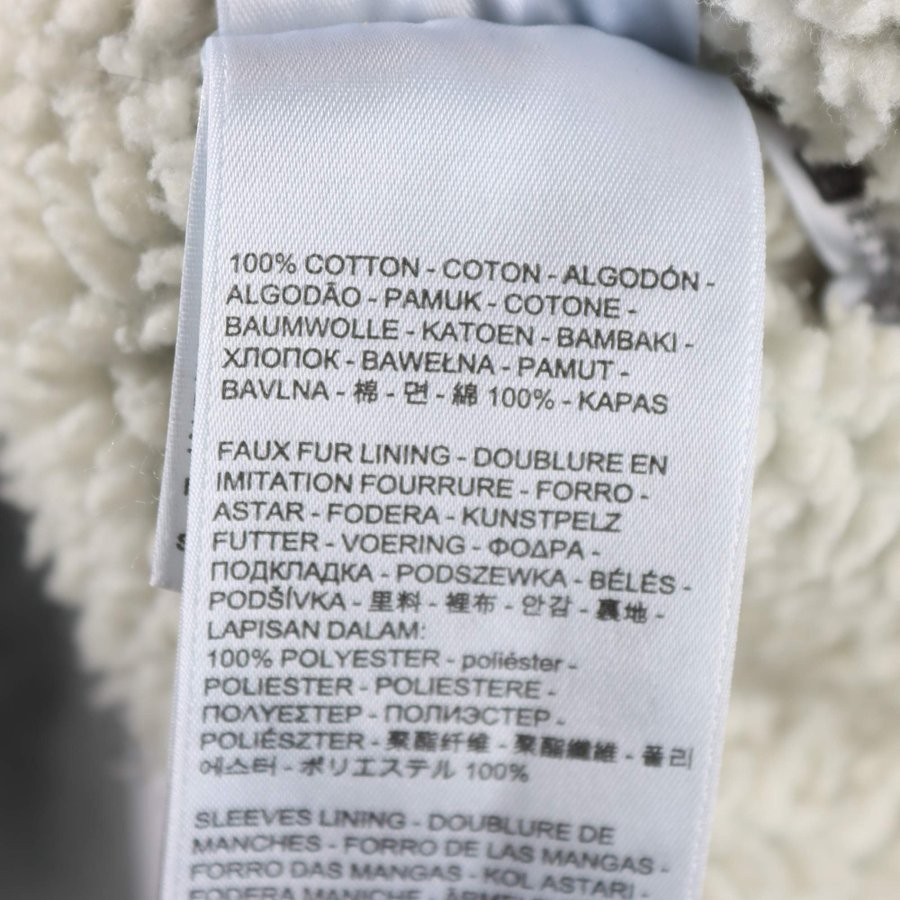 100% COTTON - COTON - ALGODÓN -
ALGODÃO - PAMUK - COTONE -
BAUMWOLLE - KATOEN - BAMBAKI -
ХЛОПОК - BAWEŁNA - PAMUT -
BAVLNA - 棉 - 면 - 綿 100% - KAPAS
FAUX FUR LINING - DOUBLURE EN
IMITATION FOURRURE - FORRO -
ASTAR - FODERA - KUNSTPELZ
FUTTER - VOERING - ΦΟΔΡΑ -
ПОДКЛАДКА - PODSZEWKA - BÉLÉS -
PODŠÍVKA - 里料 - 裡布 - 안감 - 裏地 -
LAPISAN DALAM:
100% POLYESTER - poliéster -
POLIESTER - POLIESTERE -
ΠΟΛΥΕΣΤΕΡ - ПОЛИЭСТЕР -
POLIÉSZTER - 聚酯纤维 - 聚酯纖維 - 폴리
에스터 - ポリエステル 100%
SLEEVES LINING - DOUBLURE DE
MANCHES - FORRO DE LAS MANGAS -
FORRO DAS MANGAS - KOL ASTARI -
FODERA MANICHE -